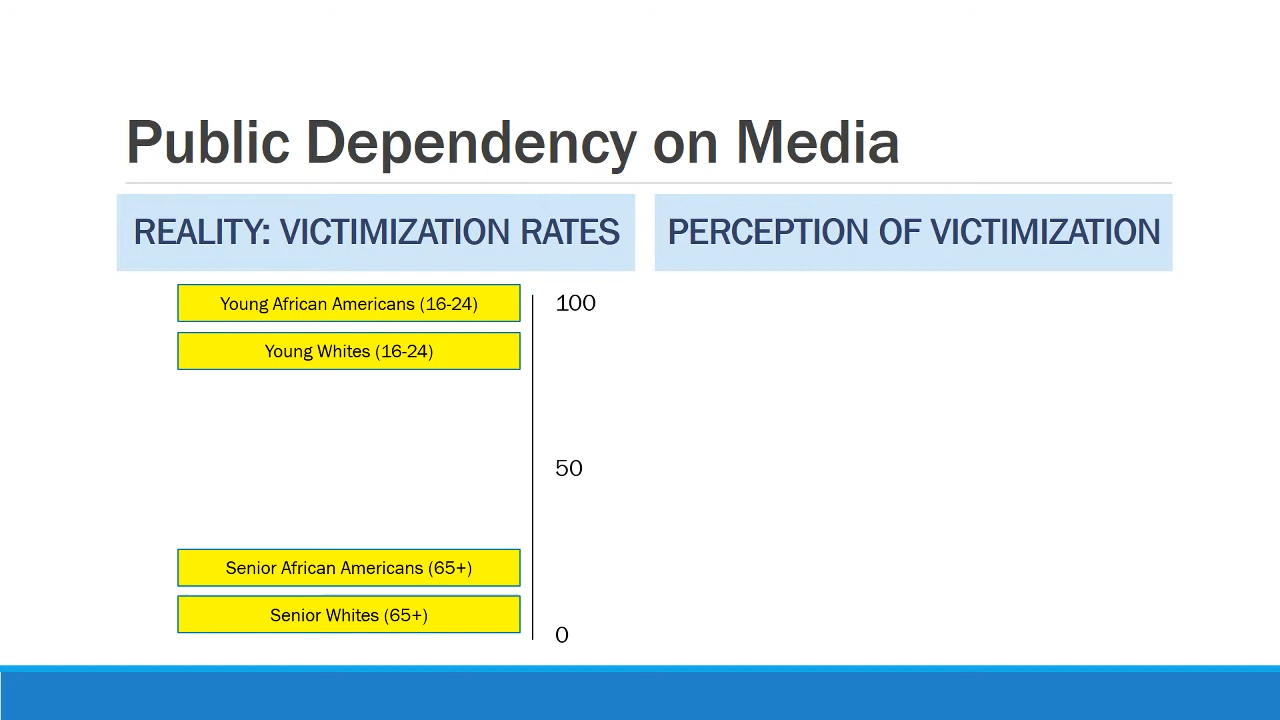 Public Dependency on Media
REALITY: VICTIMIZATION RATES
PERCEPTION OF VICTIMIZATION
Young African Americans (16-24)
100
Young Whites (16-24)
50
Senior African Americans (65+)
Senior Whites (65+)
0